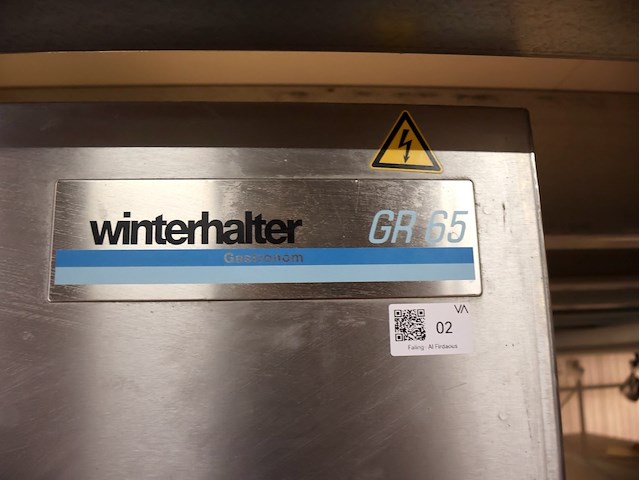 winterhalter GR 65
Gastronom
VA
02